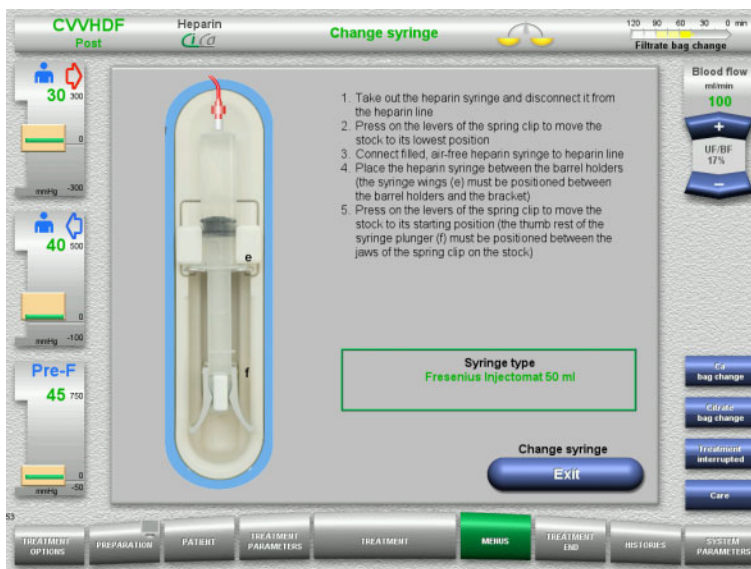 CVVHDF
Post
Heparin
Ci Ca
Change syringe
120 90 60 30 0 min
Filtrate bag change
30 300
0
mmHg -300
40 500
0
mmHg -100
Pre-F
45 750
0
mmHg -50
1. Take out the heparin syringe and disconnect it from
the heparin line
2. Press on the levers of the spring clip to move the
stock to its lowest position
3. Connect filled, air-free heparin syringe to heparin line
4. Place the heparin syringe between the barrel holders
(the syringe wings (e) must be positioned between
the barrel holders and the bracket)
5. Press on the levers of the spring clip to move the
stock to its starting position (the thumb rest of the
syringe plunger (f) must be positioned between the
jaws of the spring clip on the stock)
e
f
Syringe type
Fresenius Injectomat 50 ml
Change syringe
Exit
Blood flow
ml/min
100
+
UF/BF
17%
−
Ca
bag change
Citrate
bag change
Treatment
interrupted
Care
53
TREATMENT
OPTIONS
PREPARATION
PATIENT
TREATMENT
PARAMETERS
TREATMENT
MENUS
TREATMENT
END
HISTORIES
SYSTEM
PARAMETERS